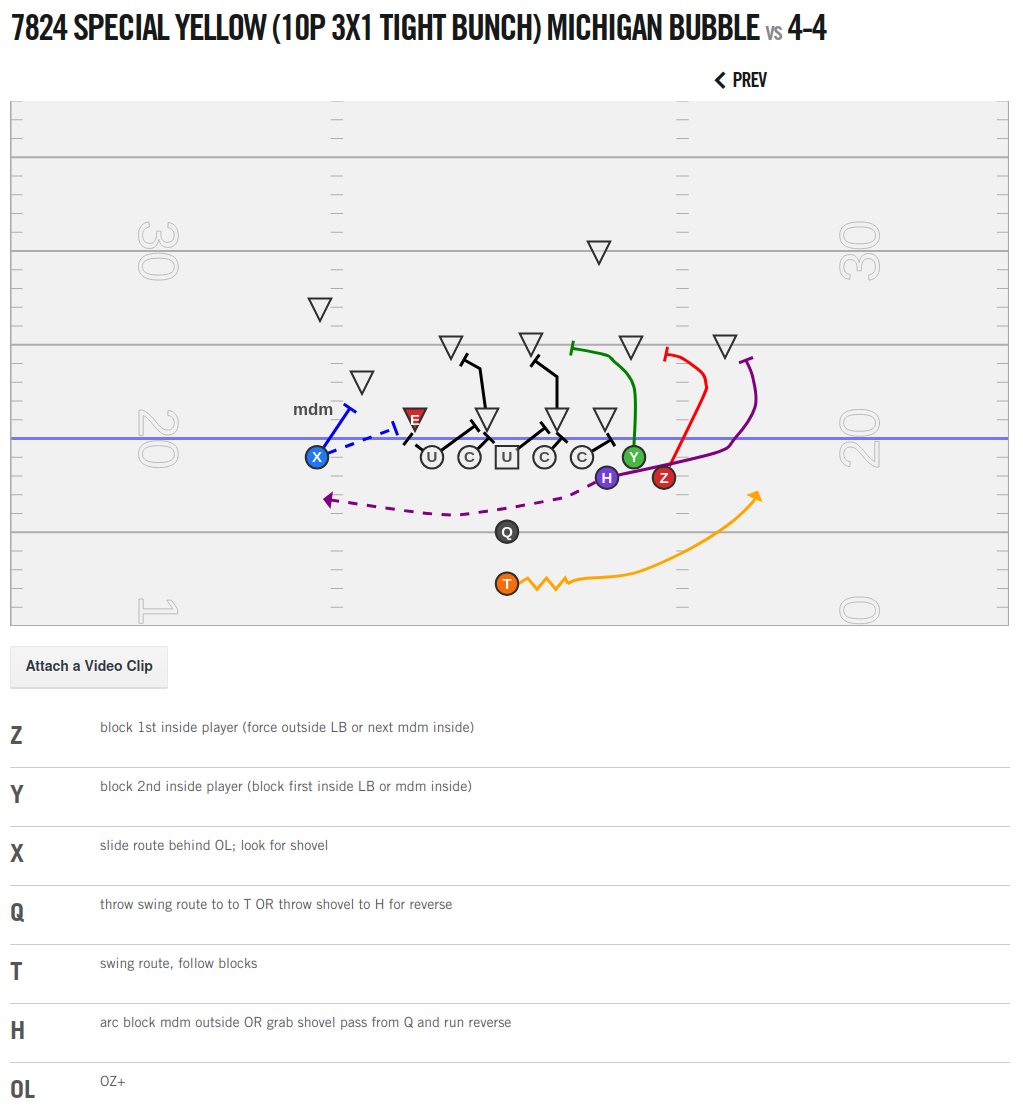 7824 SPECIAL YELLOW (10P 3X1 TIGHT BUNCH) MICHIGAN BUBBLE vs 4-4
PREV
30
30
mdm
E
20
20
X
U
C
U
C
C
Y
H
Z
Q
T
1
0
Attach a Video Clip
Z block 1st inside player (force outside LB or next mdm inside)
Y block 2nd inside player (block first inside LB or mdm inside)
X slide route behind OL; look for shovel
Q throw swing route to to T OR throw shovel to H for reverse
T swing route, follow blocks
H arc block mdm outside OR grab shovel pass from Q and run reverse
OL OZ+